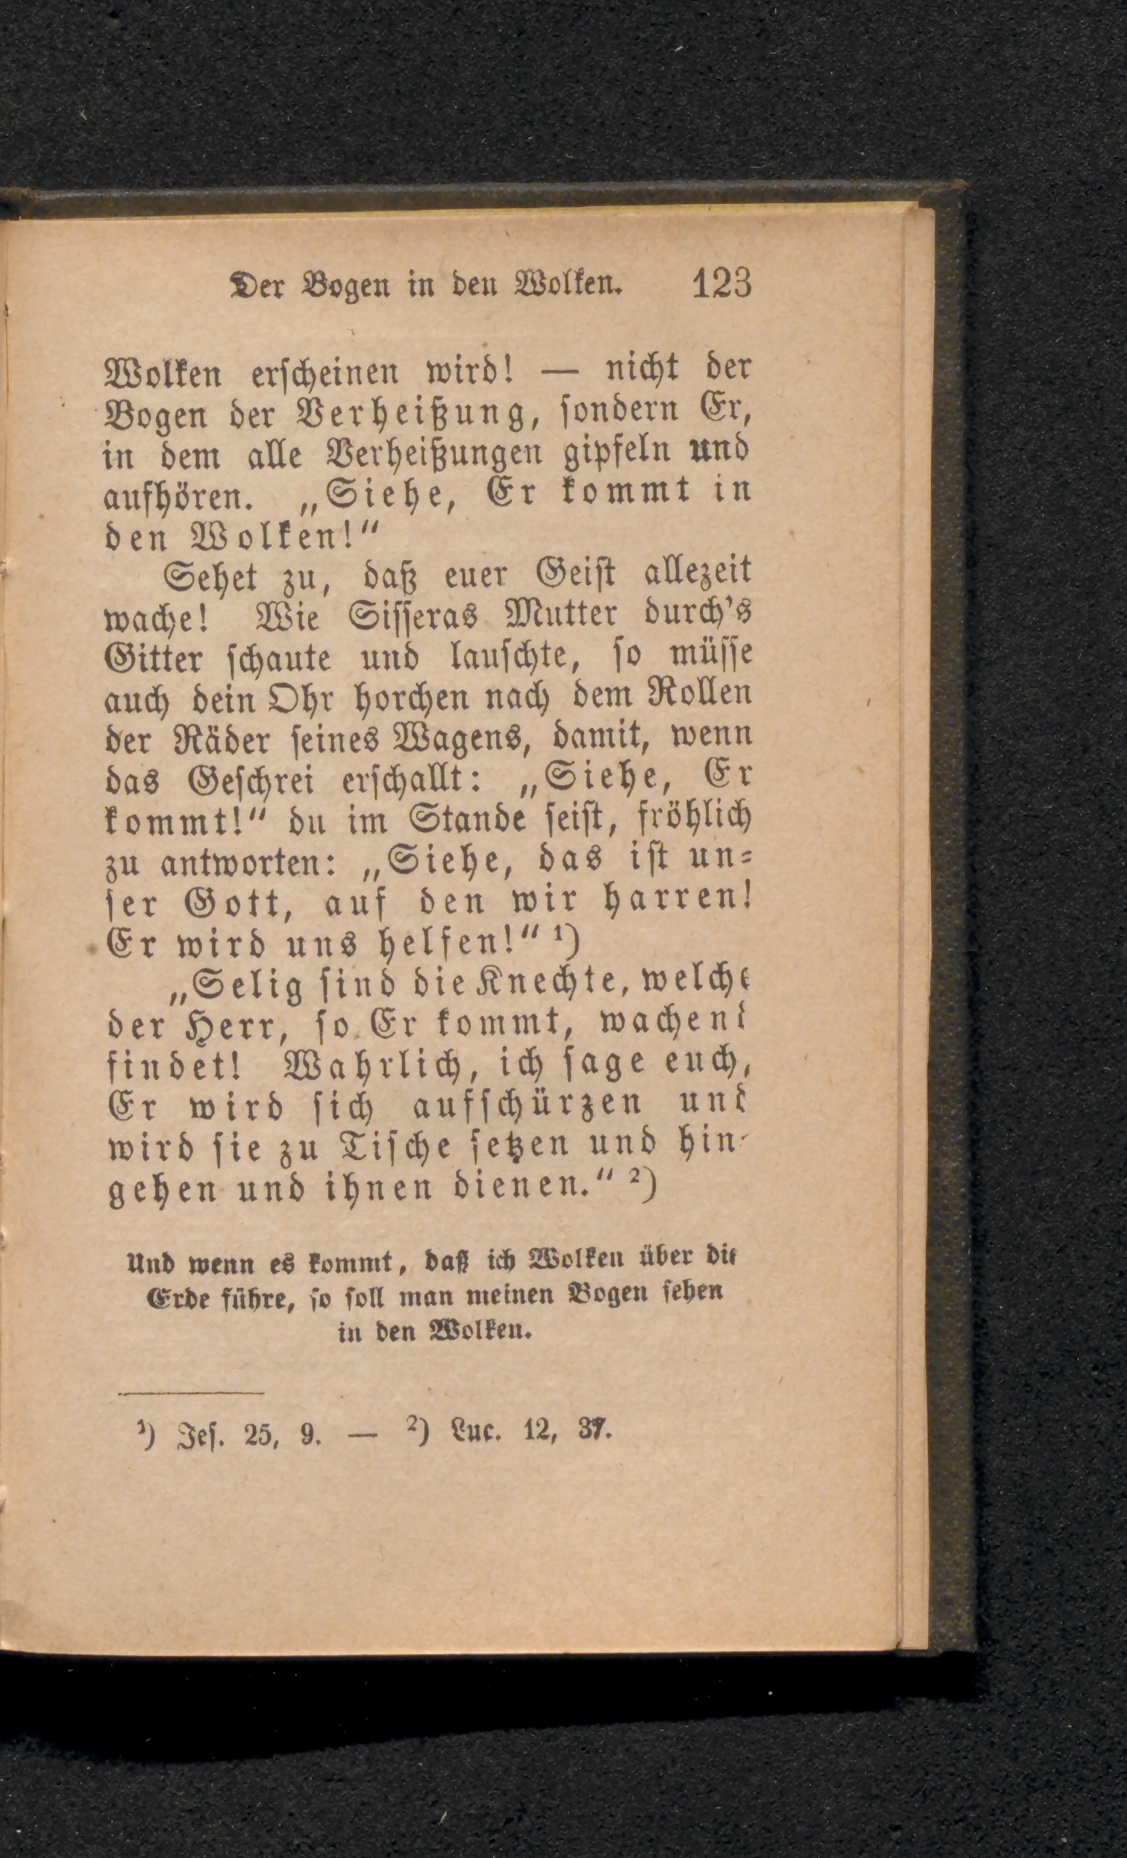 Der Bogen in den Wolken. 123
Wolken erscheinen wird! — nicht der
Bogen der Verheißung, sondern Er,
in dem alle Verheißungen gipfeln und
aufhören. „Siehe, Er kommt in
den Wolken!“
Sehet zu, daß euer Geist allezeit
wache! Wie Sisseras Mutter durch's
Gitter schaute und lauschte, so müsse
auch dein Ohr horchen nach dem Rollen
der Räder seines Wagens, damit, wenn
das Geschrei erschallt: „Siehe, Er
kommt!“ du im Stande seist, fröhlich
zu antworten: „Siehe, das ist un-
ser Gott, auf den wir harren!
Er wird uns helfen!“ ¹)
„Selig sind die Knechte, welche
der Herr, so Er kommt, wachend
findet! Wahrlich, ich sage euch,
Er wird sich aufschürzen und
wird sie zu Tische setzen und hin-
gehen und ihnen dienen.“ ²)
Und wenn es kommt, daß ich Wolken über die
Erde führe, so soll man meinen Bogen sehen
in den Wolken.
¹) Jes. 25, 9. — ²) Luc. 12, 37.